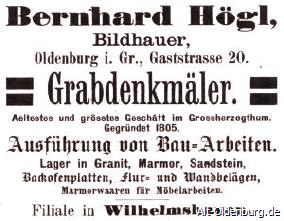 Bernhard Högl,
Bildhauer,
Oldenburg i. Gr., Gaststrasse 20.
Grabdenkmäler.
Aeltestes und grösstes Geschäft im Grossherzogthum.
Gegründet 1805.
Ausführung von Bau-Arbeiten.
Lager in Granit, Marmor, Sandstein,
Backofenplatten, Flur- und Wandbelägen,
Marmorwaaren für Möbelarbeiten.
Filiale in
Alt-Oldenburg.de